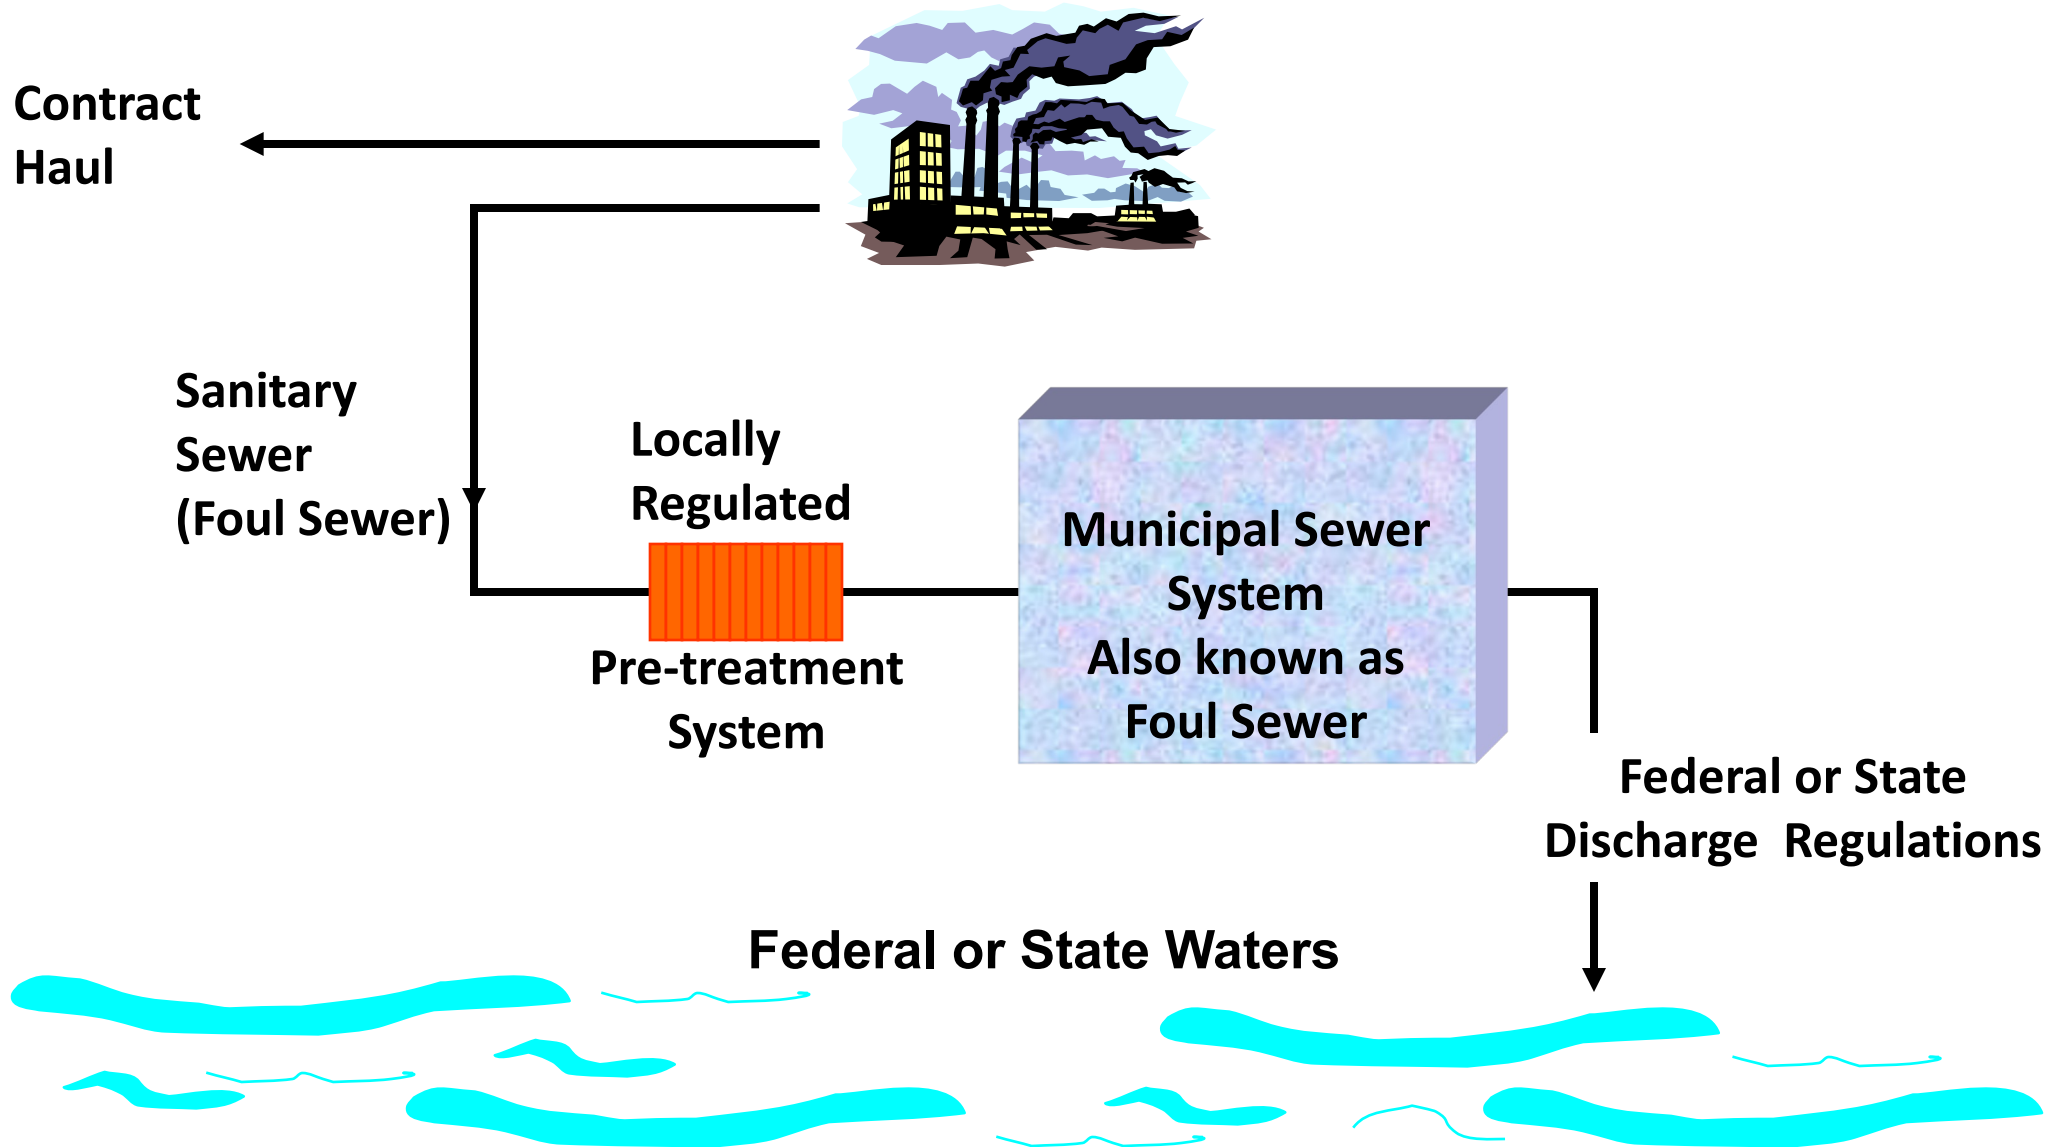 Contract
Haul
Sanitary
Sewer
(Foul Sewer)
Locally
Regulated
Pre-treatment
System
Municipal Sewer
System
Also known as
Foul Sewer
Federal or State
Discharge  Regulations
Federal or State Waters